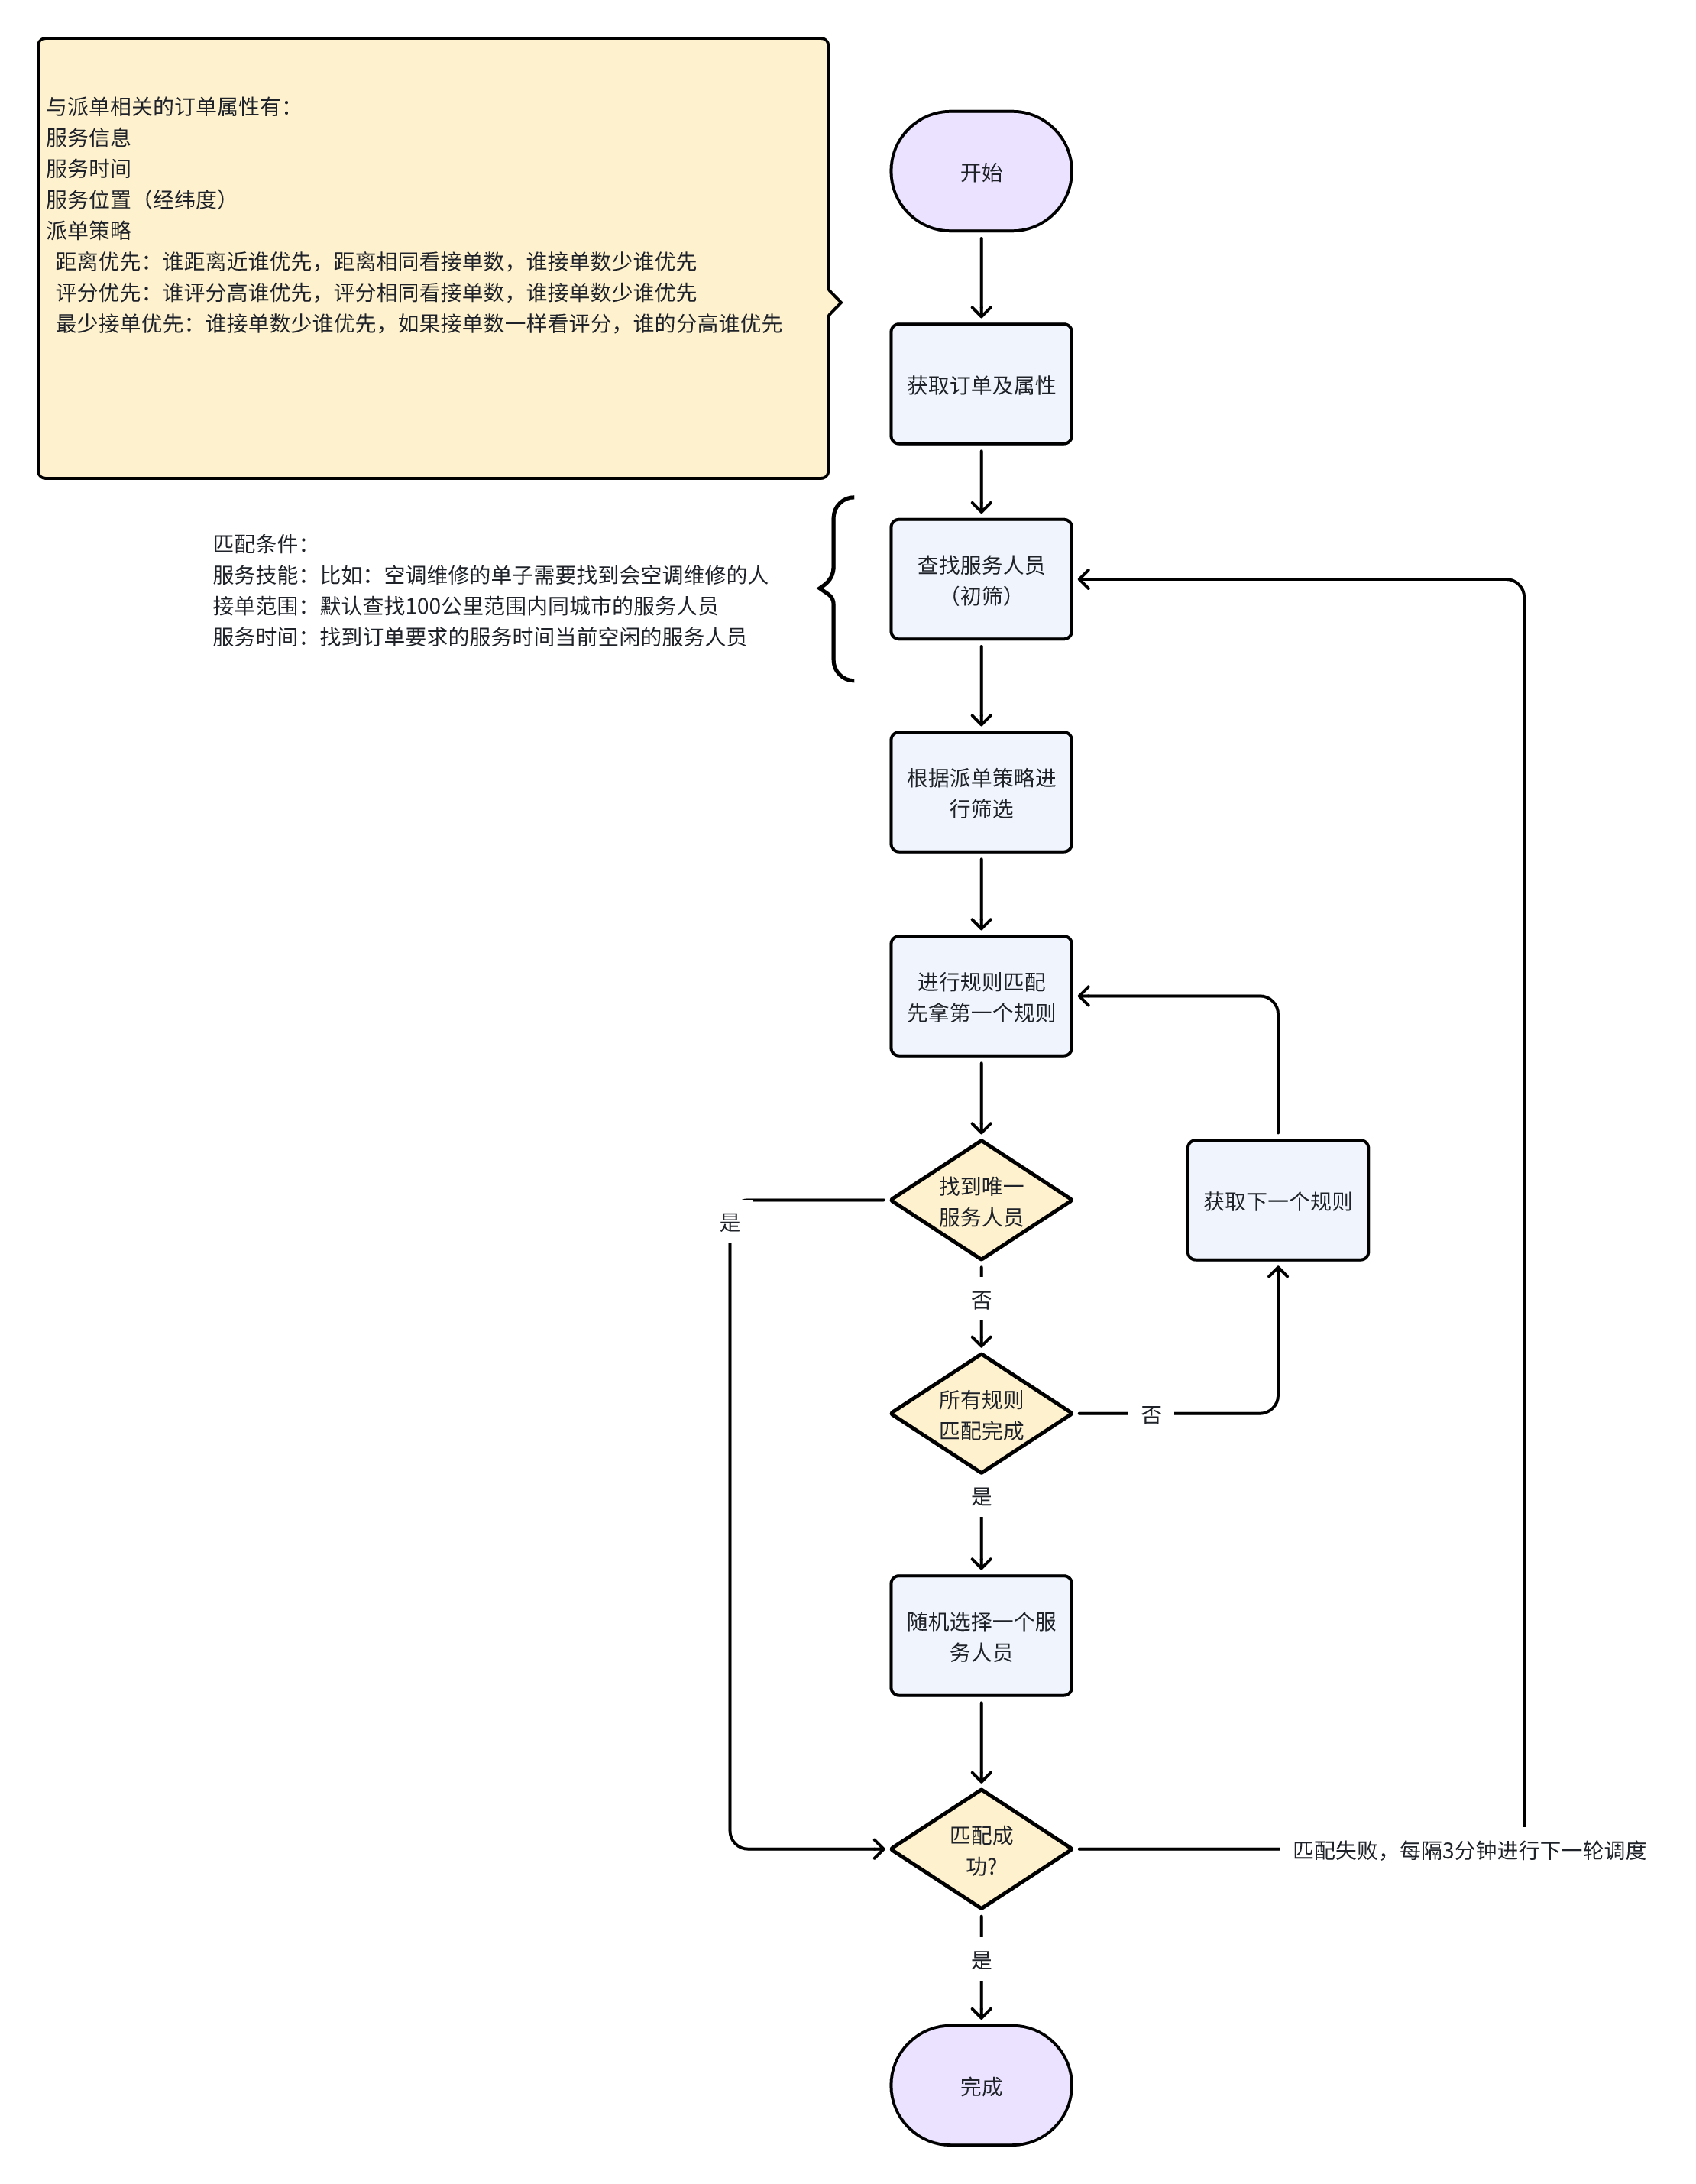 与派单相关的订单属性有：
服务信息
服务时间
服务位置（经纬度）
派单策略
距离优先：谁距离近谁优先，距离相同看接单数，谁接单数少谁优先
评分优先：谁评分高谁优先，评分相同看接单数，谁接单数少谁优先
最少接单优先：谁接单数少谁优先，如果接单数一样看评分，谁的分高谁优先
开始
获取订单及属性
匹配条件：
服务技能：比如：空调维修的单子需要找到会空调维修的人
接单范围：默认查找100公里范围内同城市的服务人员
服务时间：找到订单要求的服务时间当前空闲的服务人员
查找服务人员
（初筛）
根据派单策略进
行筛选
进行规则匹配
先拿第一个规则
找到唯一
服务人员
获取下一个规则
是
否
所有规则
匹配完成
否
是
随机选择一个服
务人员
匹配成
功？
匹配失败，每隔3分钟进行下一轮调度
是
完成